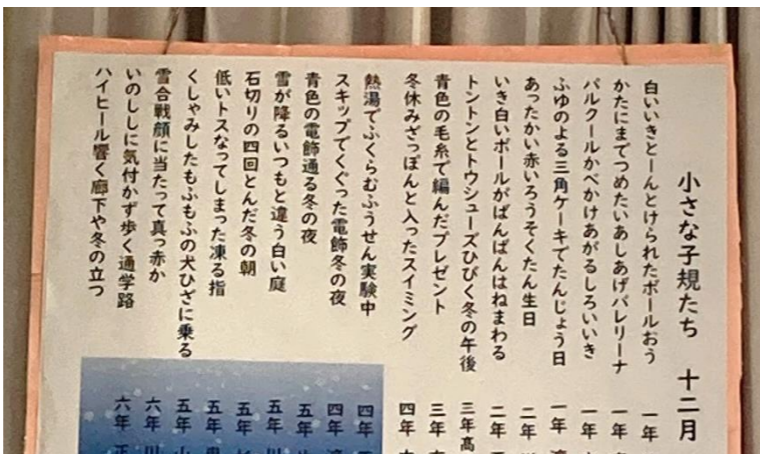 小さな子規たち 十二月
白いいきとーんとけられたボールおう 一年
かたにまでつめたいあしあげバレリーナ 一年
パルクールかべかけあがるしろいいき 一年
ふゆのよる三角ケーキでたんじょう日 一年
あったかい赤いろうそくたん生日 二年
いき白いボールがばんばんはねまわる 二年
トントンとトウシューズひびく冬の午後 三年 髙
青色の毛糸で編んだプレゼント 三年
冬休みざっぽんと入ったスイミング 四年
熱湯でふくらむふうせん実験中 四年
スキップでくぐった電飾冬の夜 四年
青色の電飾通る冬の夜 五年
雪が降るいつもと違う白い庭 五年
石切りの四回とんだ冬の朝 五年
低いトスなってしまった凍る指 五年
くしゃみしたもふもふの犬ひざに乗る 五年 山
雪合戦顔に当たって真っ赤か 六年 川
いのししに気付かず歩く通学路 六年
ハイヒール響く廊下や冬の立つ